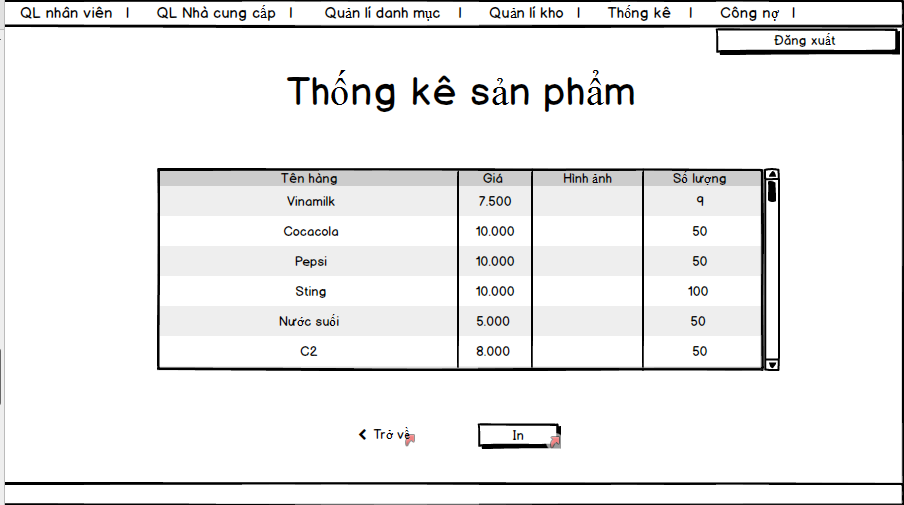 QL nhân viên | QL Nhà cung cấp | Quản lí danh mục | Quản lí kho | Thống kê | Công nợ |
Đăng xuất
Thống kê sản phẩm
Tên hàng Giá Hình ảnh Số lượng
Vinamilk 7.500 9
Cocacola 10.000 50
Pepsi 10.000 50
Sting 10.000 100
Nước suối 5.000 50
C2 8.000 50
Trở về In